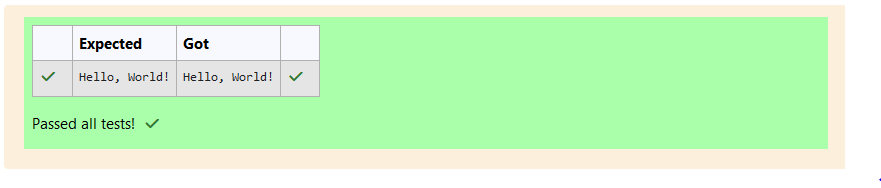 Expected Got
Hello, World! Hello, World!
Passed all tests!